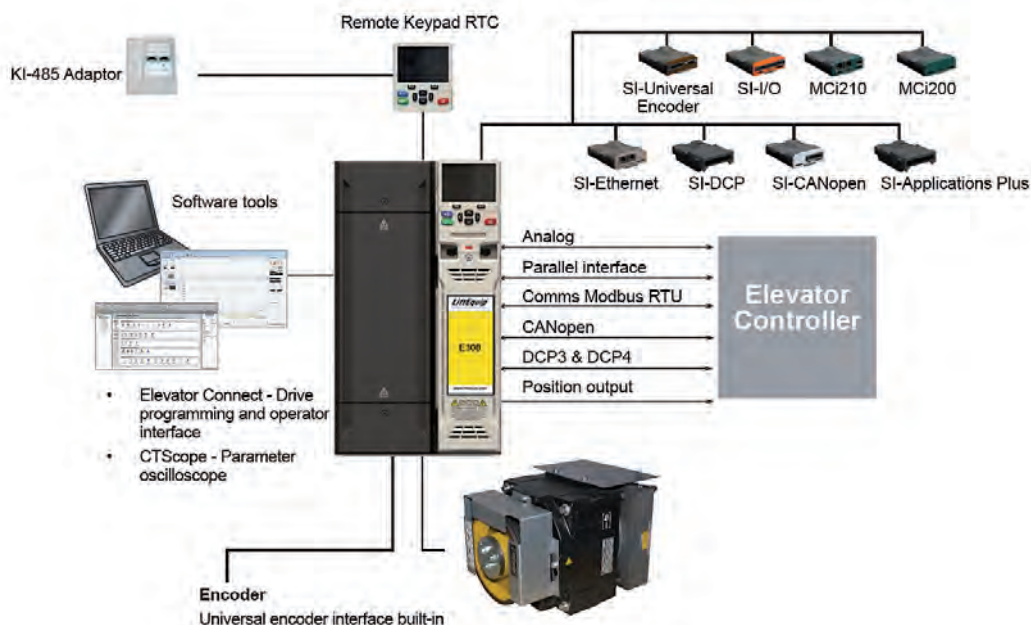 Remote Keypad RTC
KI-485 Adaptor
SI-Universal
Encoder
SI-I/O
MCi210
MCi200
SI-Ethernet
SI-DCP
SI-CANopen
SI-Applications Plus
Software tools
Analog
Parallel interface
Comms Modbus RTU
CANopen
DCP3 & DCP4
Position output
Elevator
Controller
E300
• Elevator Connect - Drive
programming and operator
interface
• CTScope - Parameter
oscilloscope
Encoder
Universal encoder interface built-in